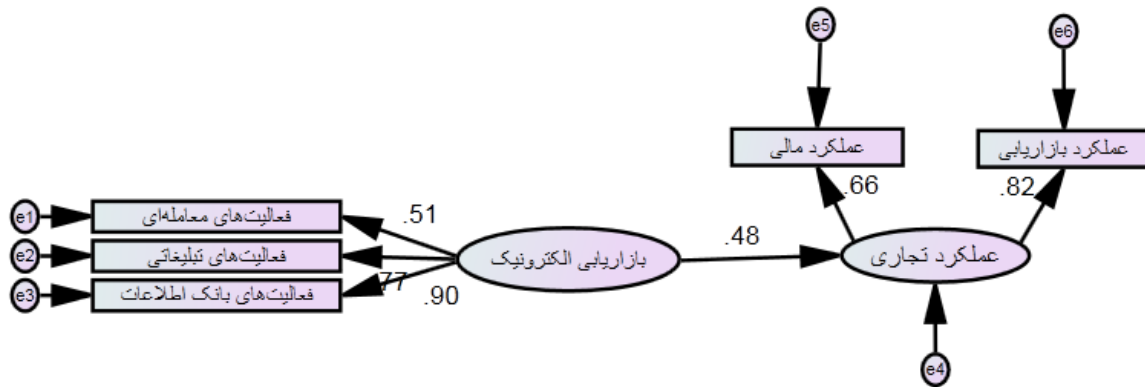 e5
e6
عملکرد مالی
عملکرد بازاریابی
.66
.82
e1
فعالیت‌های معامله‌ای
.51
e2
فعالیت‌های تبلیغاتی
.77
e3
فعالیت‌های بانک اطلاعات
.90
بازاریابی الکترونیک
.48
عملکرد تجاری
e4